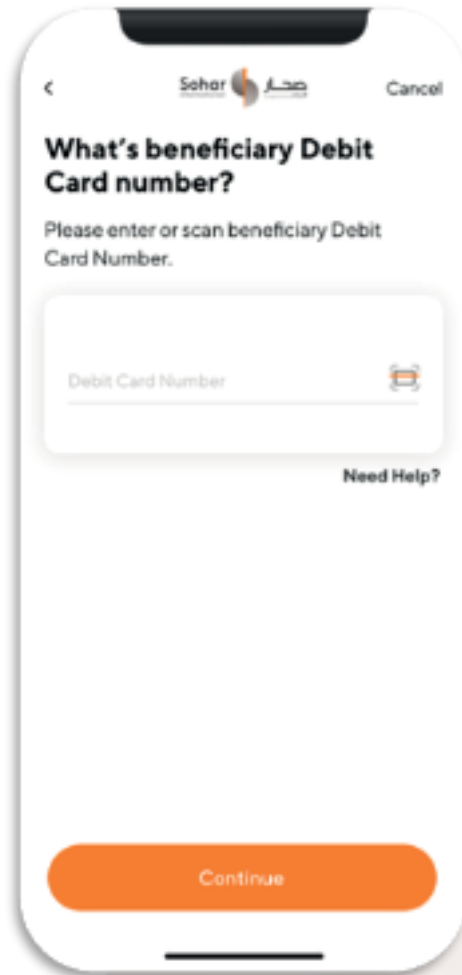 Sohar صحار Cancel
What's beneficiary Debit
Card number?
Please enter or scan beneficiary Debit
Card Number.
Debit Card Number
Need Help?
Continue